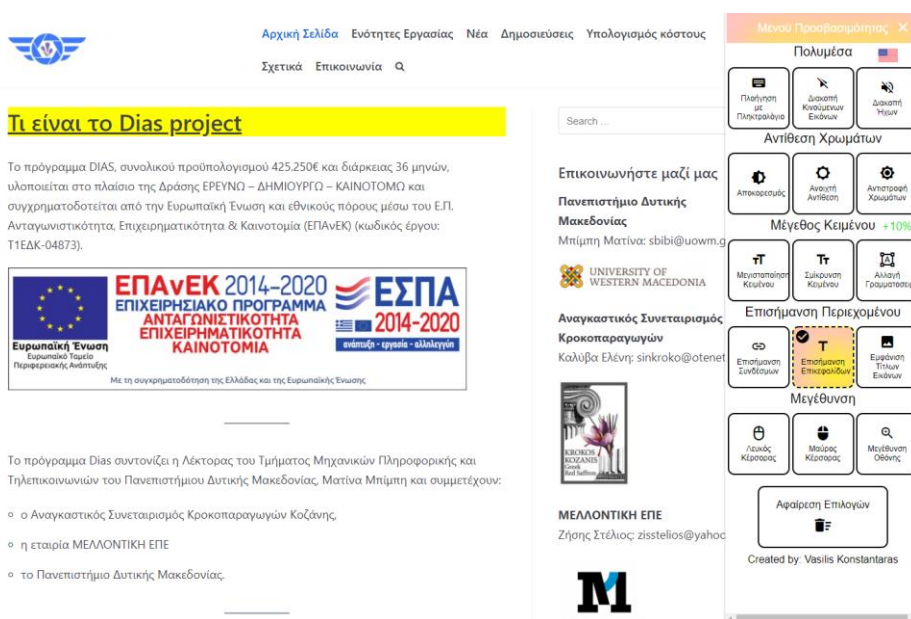 Αρχική Σελίδα Ενότητες Εργασίας Νέα Δημοσιεύσεις Υπολογισμός κόστους
Σχετικά Επικοινωνία
Τι είναι το Dias project
Το πρόγραμμα DIAS, συνολικού προϋπολογισμού 425.250€ και διάρκειας 36 μηνών,
υλοποιείται στο πλαίσιο της Δράσης ΕΡΕΥΝΩ – ΔΗΜΙΟΥΡΓΩ – ΚΑΙΝΟΤΟΜΩ και
συγχρηματοδοτείται από την Ευρωπαϊκή Ένωση και εθνικούς πόρους μέσω του Ε.Π.
Ανταγωνιστικότητα, Επιχειρηματικότητα & Καινοτομία (ΕΠΑνΕΚ) (κωδικός έργου:
Τ1ΕΔΚ-04873).
Ευρωπαϊκή Ένωση
Ευρωπαϊκό Ταμείο
Περιφερειακής Ανάπτυξης
ΕΠΑνΕΚ 2014–2020
ΕΠΙΧΕΙΡΗΣΙΑΚΟ ΠΡΟΓΡΑΜΜΑ
ΑΝΤΑΓΩΝΙΣΤΙΚΟΤΗΤΑ
ΕΠΙΧΕΙΡΗΜΑΤΙΚΟΤΗΤΑ
ΚΑΙΝΟΤΟΜΙΑ
ΕΣΠΑ
2014-2020
ανάπτυξη - εργασία - αλληλεγγύη
Με τη συγχρηματοδότηση της Ελλάδας και της Ευρωπαϊκής Ένωσης
Το πρόγραμμα Dias συντονίζει η Λέκτορας του Τμήματος Μηχανικών Πληροφορικής και
Τηλεπικοινωνιών του Πανεπιστήμιου Δυτικής Μακεδονίας, Ματίνα Μπίμπη και συμμετέχουν:
ο Αναγκαστικός Συνεταιρισμός Κροκοπαραγωγών Κοζάνης,
η εταιρία ΜΕΛΛΟΝΤΙΚΗ ΕΠΕ
το Πανεπιστήμιο Δυτικής Μακεδονίας.
Search ...
Επικοινωνήστε μαζί μας
Πανεπιστήμιο Δυτικής
Μακεδονίας
Μπίμπη Ματίνα: sbibi@uowm.g
UNIVERSITY OF
WESTERN MACEDONIA
Αναγκαστικός Συνεταιρισμός
Κροκοπαραγωγών
Καλύβα Ελένη: sinkroko@otenet
KROKOS
KOZANIS
Greek
Red Saffron
ΜΕΛΛΟΝΤΙΚΗ ΕΠΕ
Ζήσης Στέλιος: zisstelios@yahoo
Μενού Προσβασιμότητας ×
Πολυμέσα
Πλοήγηση
με
Πληκτρολόγιο
Διακοπή
Κινούμενων
Εικόνων
Διακοπή
Ήχων
Αντίθεση Χρωμάτων
Αποκορεσμός
Ανοιχτή
Αντίθεση
Αντιστροφή
Χρωμάτων
Μέγεθος Κειμένου +10%
Μεγιστοποίηση
Κειμένου
Σμίκρυνση
Κειμένου
Αλλαγή
Γραμματοσει
Επισήμανση Περιεχομένου
Επισήμανση
Συνδέσμων
Επισήμανση
Επικεφαλίδων
Εμφάνιση
Τίτλων
Εικόνων
Μεγέθυνση
Λευκός
Κέρσορας
Μαύρος
Κέρσορας
Μεγέθυνση
Οθόνης
Αφαίρεση Επιλογών
Created by: Vasilis Konstantaras